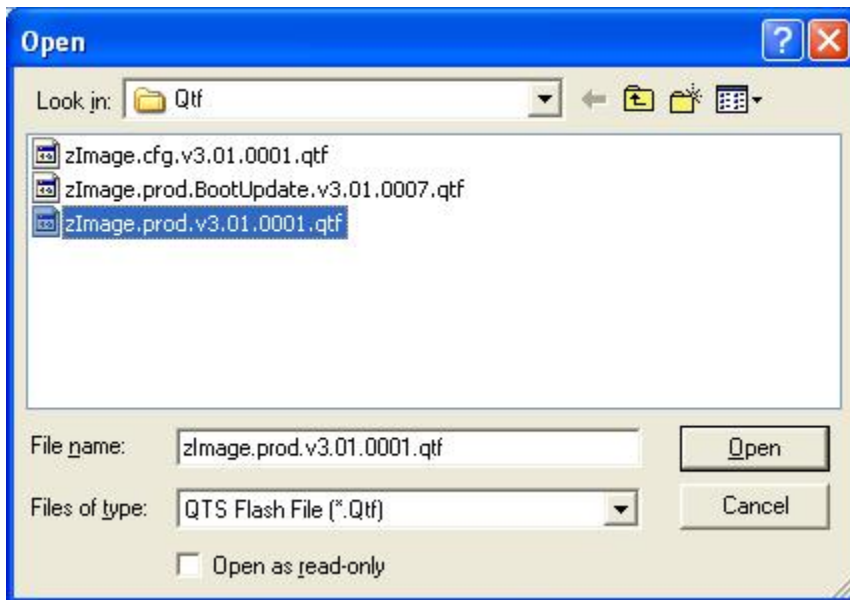 Open
Look in: Qtf
zImage.cfg.v3.01.0001.qtf
zImage.prod.BootUpdate.v3.01.0007.qtf
zImage.prod.v3.01.0001.qtf
File name: zImage.prod.v3.01.0001.qtf Open
Files of type: QTS Flash File (*.Qtf) Cancel
Open as read-only